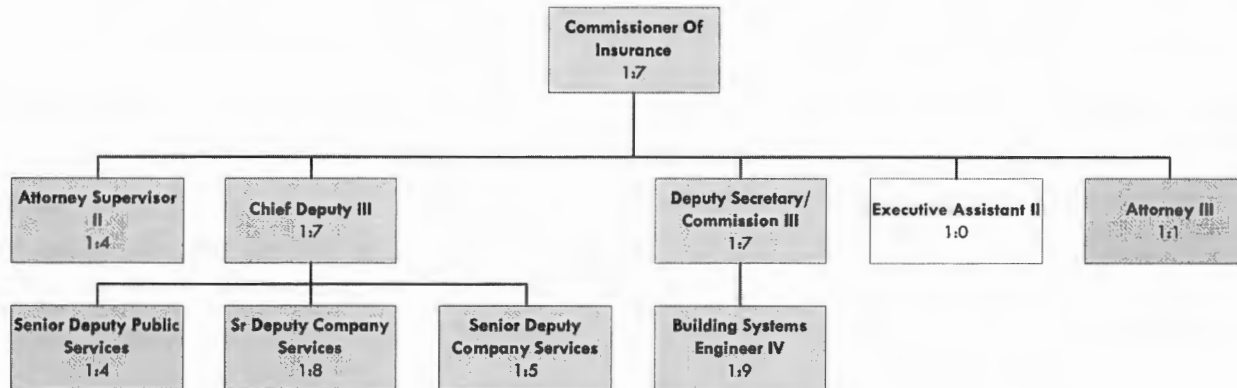 Commissioner Of
Insurance
1:7
Attorney Supervisor
II
1:4
Chief Deputy III
1:7
Deputy Secretary/
Commission III
1:7
Executive Assistant II
1:0
Attorney III
1:1
Senior Deputy Public
Services
1:4
Sr Deputy Company
Services
1:8
Senior Deputy
Company Services
1:5
Building Systems
Engineer IV
1:9